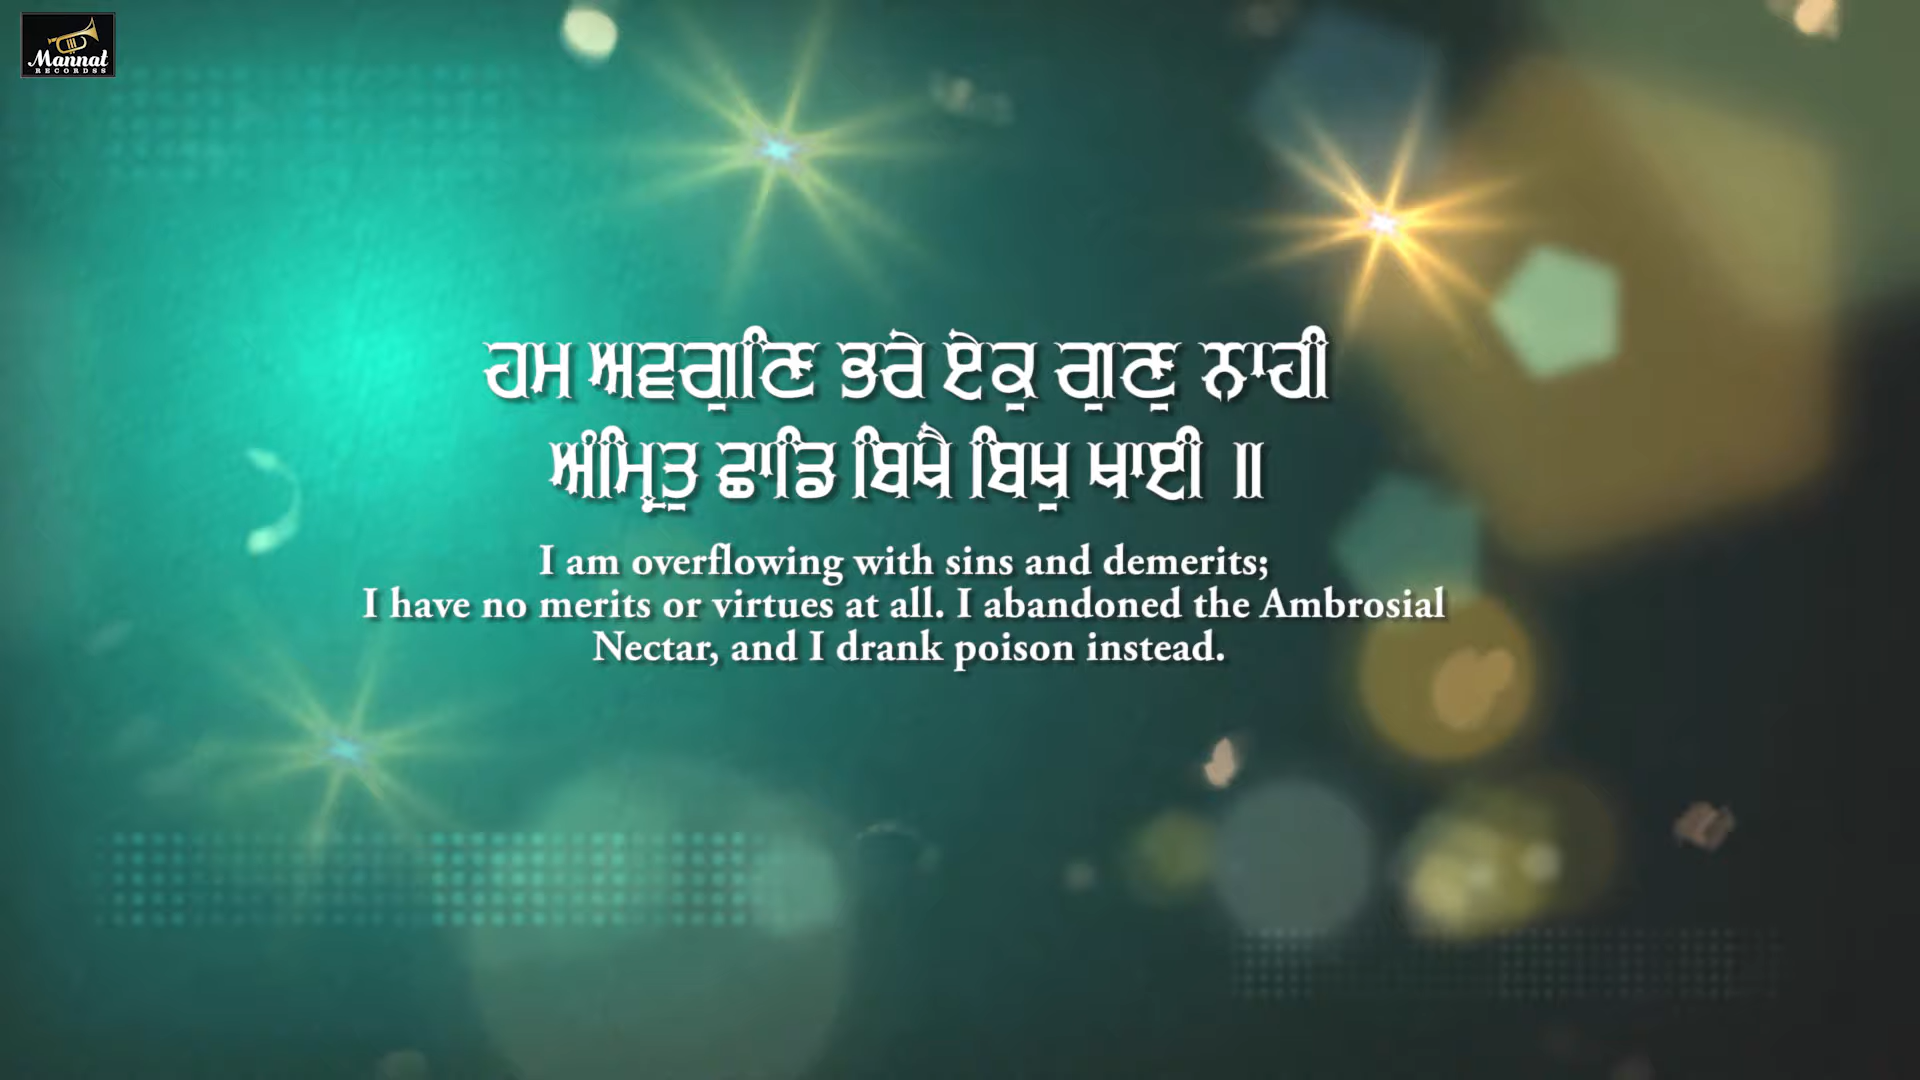 Mannat
RECORDSS
ਹਮ ਅਵਗੁਣਿ ਭਰੇ ਏਕੁ ਗੁਣੁ ਨਾਹੀ
ਅੰਮ੍ਰਿਤੁ ਛਾਡਿ ਬਿਖੈ ਬਿਖੁ ਖਾਈ ॥
I am overflowing with sins and demerits;
I have no merits or virtues at all. I abandoned the Ambrosial
Nectar, and I drank poison instead.